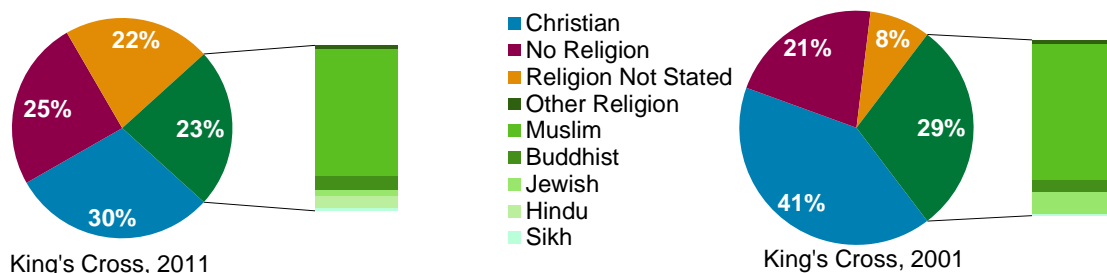 22%
25%
23%
30%
King's Cross, 2011
Christian
No Religion
Religion Not Stated
Other Religion
Muslim
Buddhist
Jewish
Hindu
Sikh
21%
8%
29%
41%
King's Cross, 2001